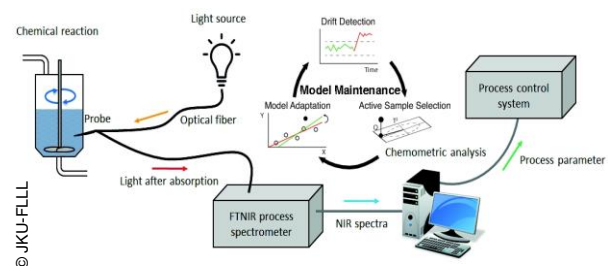 Chemical reaction
Light source
Drift Detection
Time
Process control
system
Probe
Optical fiber
Model Maintenance
Model Adaptation
Active Sample Selection
Y
X
Chemometric analysis
Process parameter
Light after absorption
FTNIR process
spectrometer
NIR spectra
© JKU-FLLL